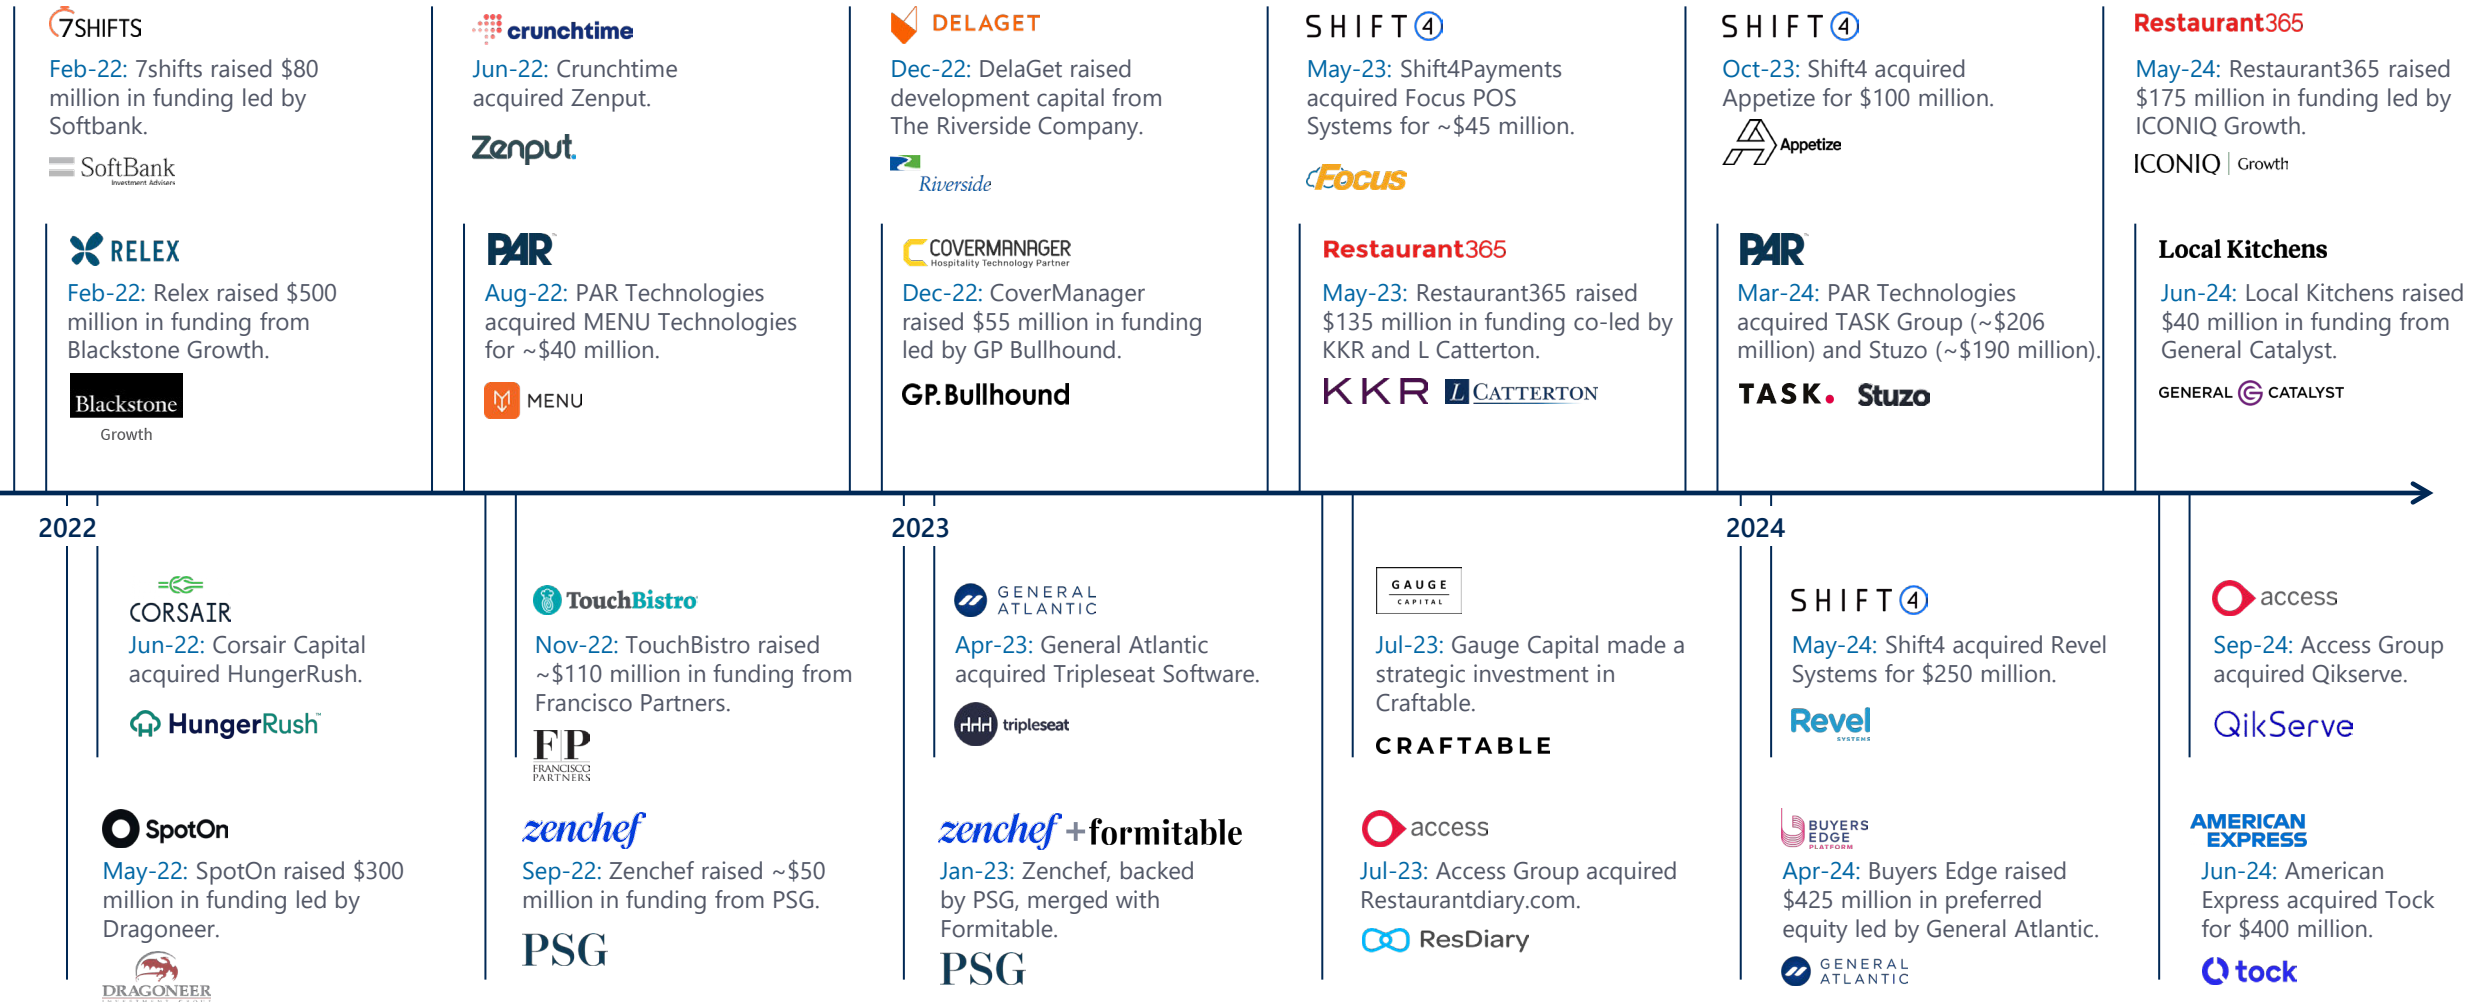 7SHIFTS
Feb-22: 7shifts raised $80
million in funding led by
Softbank.
SoftBank
Investment Advisers
crunchtime
Jun-22: Crunchtime
acquired Zenput.
Zenput.
DELAGET
Dec-22: DelaGet raised
development capital from
The Riverside Company.
Riverside
SHIFT 4
May-23: Shift4Payments
acquired Focus POS
Systems for ~$45 million.
Focus
SHIFT 4
Oct-23: Shift4 acquired
Appetize for $100 million.
Appetize
Restaurant365
May-24: Restaurant365 raised
$175 million in funding led by
ICONIQ Growth.
ICONIQ | Growth
RELEX
Feb-22: Relex raised $500
million in funding from
Blackstone Growth.
Blackstone
Growth
PAR
Aug-22: PAR Technologies
acquired MENU Technologies
for ~$40 million.
MENU
COVERMANAGER
Hospitality Technology Partner
Dec-22: CoverManager
raised $55 million in funding
led by GP Bullhound.
GP.Bullhound
Restaurant365
May-23: Restaurant365 raised
$135 million in funding co-led by
KKR and L Catterton.
KKR L CATTERTON
PAR
Mar-24: PAR Technologies
acquired TASK Group (~$206
million) and Stuzo (~$190 million).
TASK. Stuzo
Local Kitchens
Jun-24: Local Kitchens raised
$40 million in funding from
General Catalyst.
GENERAL CATALYST
2022
2023
2024
CORSAIR
Jun-22: Corsair Capital
acquired HungerRush.
HungerRush™
TouchBistro
Nov-22: TouchBistro raised
~$110 million in funding from
Francisco Partners.
FP
FRANCISCO
PARTNERS
GENERAL
ATLANTIC
Apr-23: General Atlantic
acquired Tripleseat Software.
tripleseat
GAUGE
CAPITAL
Jul-23: Gauge Capital made a
strategic investment in
Craftable.
CRAFTABLE
SHIFT 4
May-24: Shift4 acquired Revel
Systems for $250 million.
Revel
SYSTEMS
access
Sep-24: Access Group
acquired Qikserve.
QikServe
SpotOn
May-22: SpotOn raised $300
million in funding led by
Dragoneer.
DRAGONEER
zenchef
Sep-22: Zenchef raised ~$50
million in funding from PSG.
PSG
zenchef +formitable
Jan-23: Zenchef, backed
by PSG, merged with
Formitable.
PSG
access
Jul-23: Access Group acquired
Restaurantdiary.com.
ResDiary
BUYERS
EDGE
PLATFORM
Apr-24: Buyers Edge raised
$425 million in preferred
equity led by General Atlantic.
GENERAL
ATLANTIC
AMERICAN
EXPRESS
Jun-24: American
Express acquired Tock
for $400 million.
tock